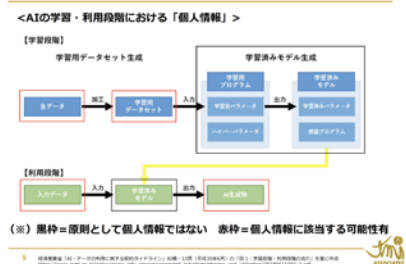 <AIの学習・利用段階における「個人情報」>
【学習段階】
学習用データセット生成
学習済みモデル生成
生データ
加工
学習用
データセット
入力
学習用
プログラム
学習前パラメータ
ハイパーパラメータ
出力
学習済み
モデル
学習済みパラメータ
推論プログラム
【利用段階】
入力データ
入力
学習済み
モデル
出力
AI生成物
(※)黒枠=原則として個人情報ではない 赤枠=個人情報に該当する可能性有
5
ASSOCIATES